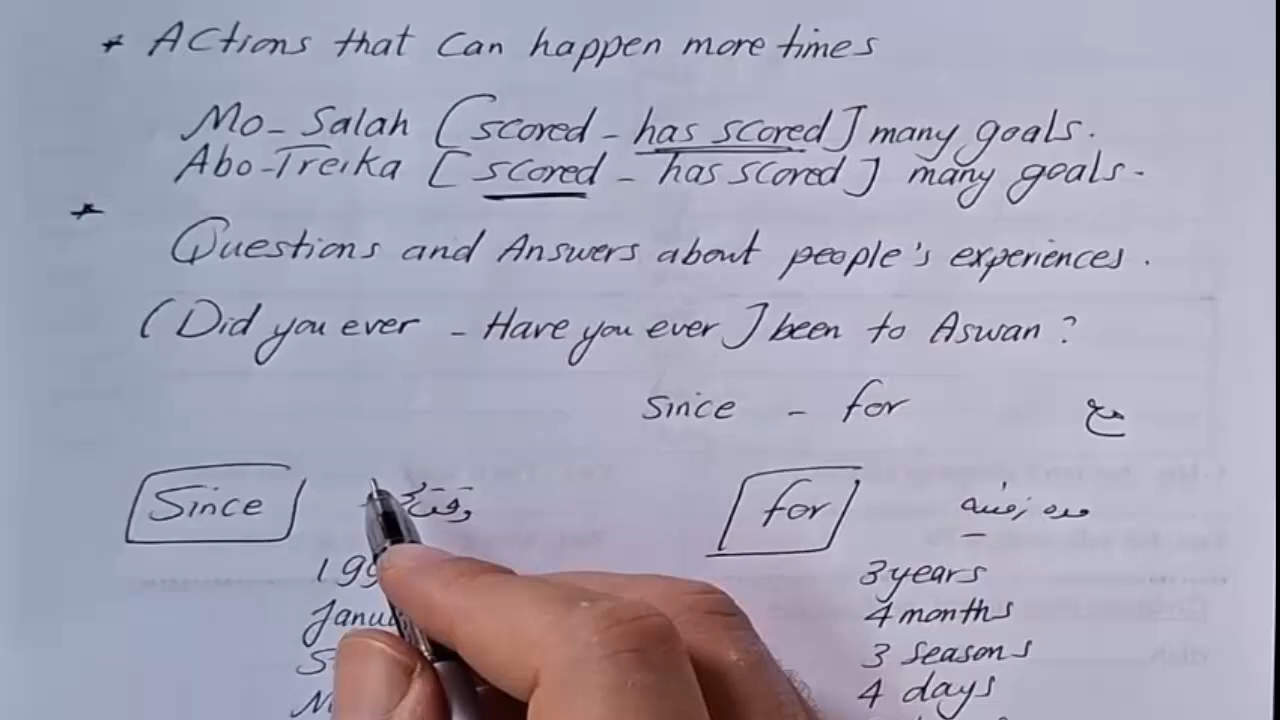 * Actions that can happen more times
Mo-Salah [scored - has scored] many goals.
Abo-Treika [scored - has scored] many goals.
*
Questions and Answers about people's experiences.
(Did you ever - Have you ever] been to Aswan?
since - for مع
Since for مده زمنيه
3 years
4 months
3 seasons
4 days